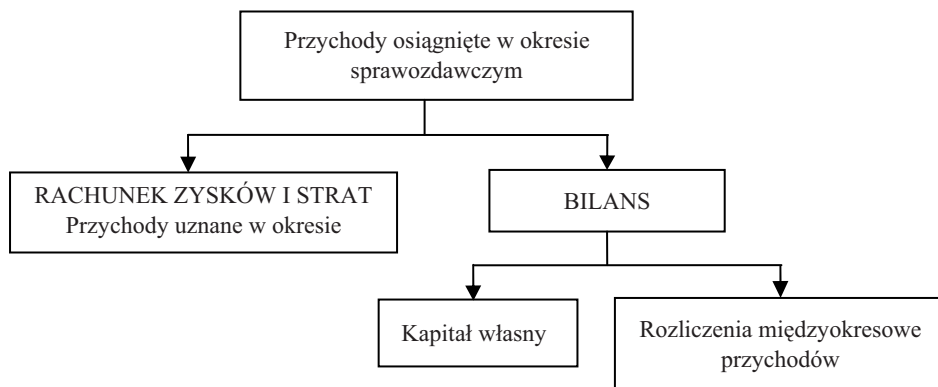 Przychody osiągnięte w okresie
sprawozdawczym
RACHUNEK ZYSKÓW I STRAT
Przychody uznane w okresie
BILANS
Kapitał własny
Rozliczenia międzyokresowe
przychodów